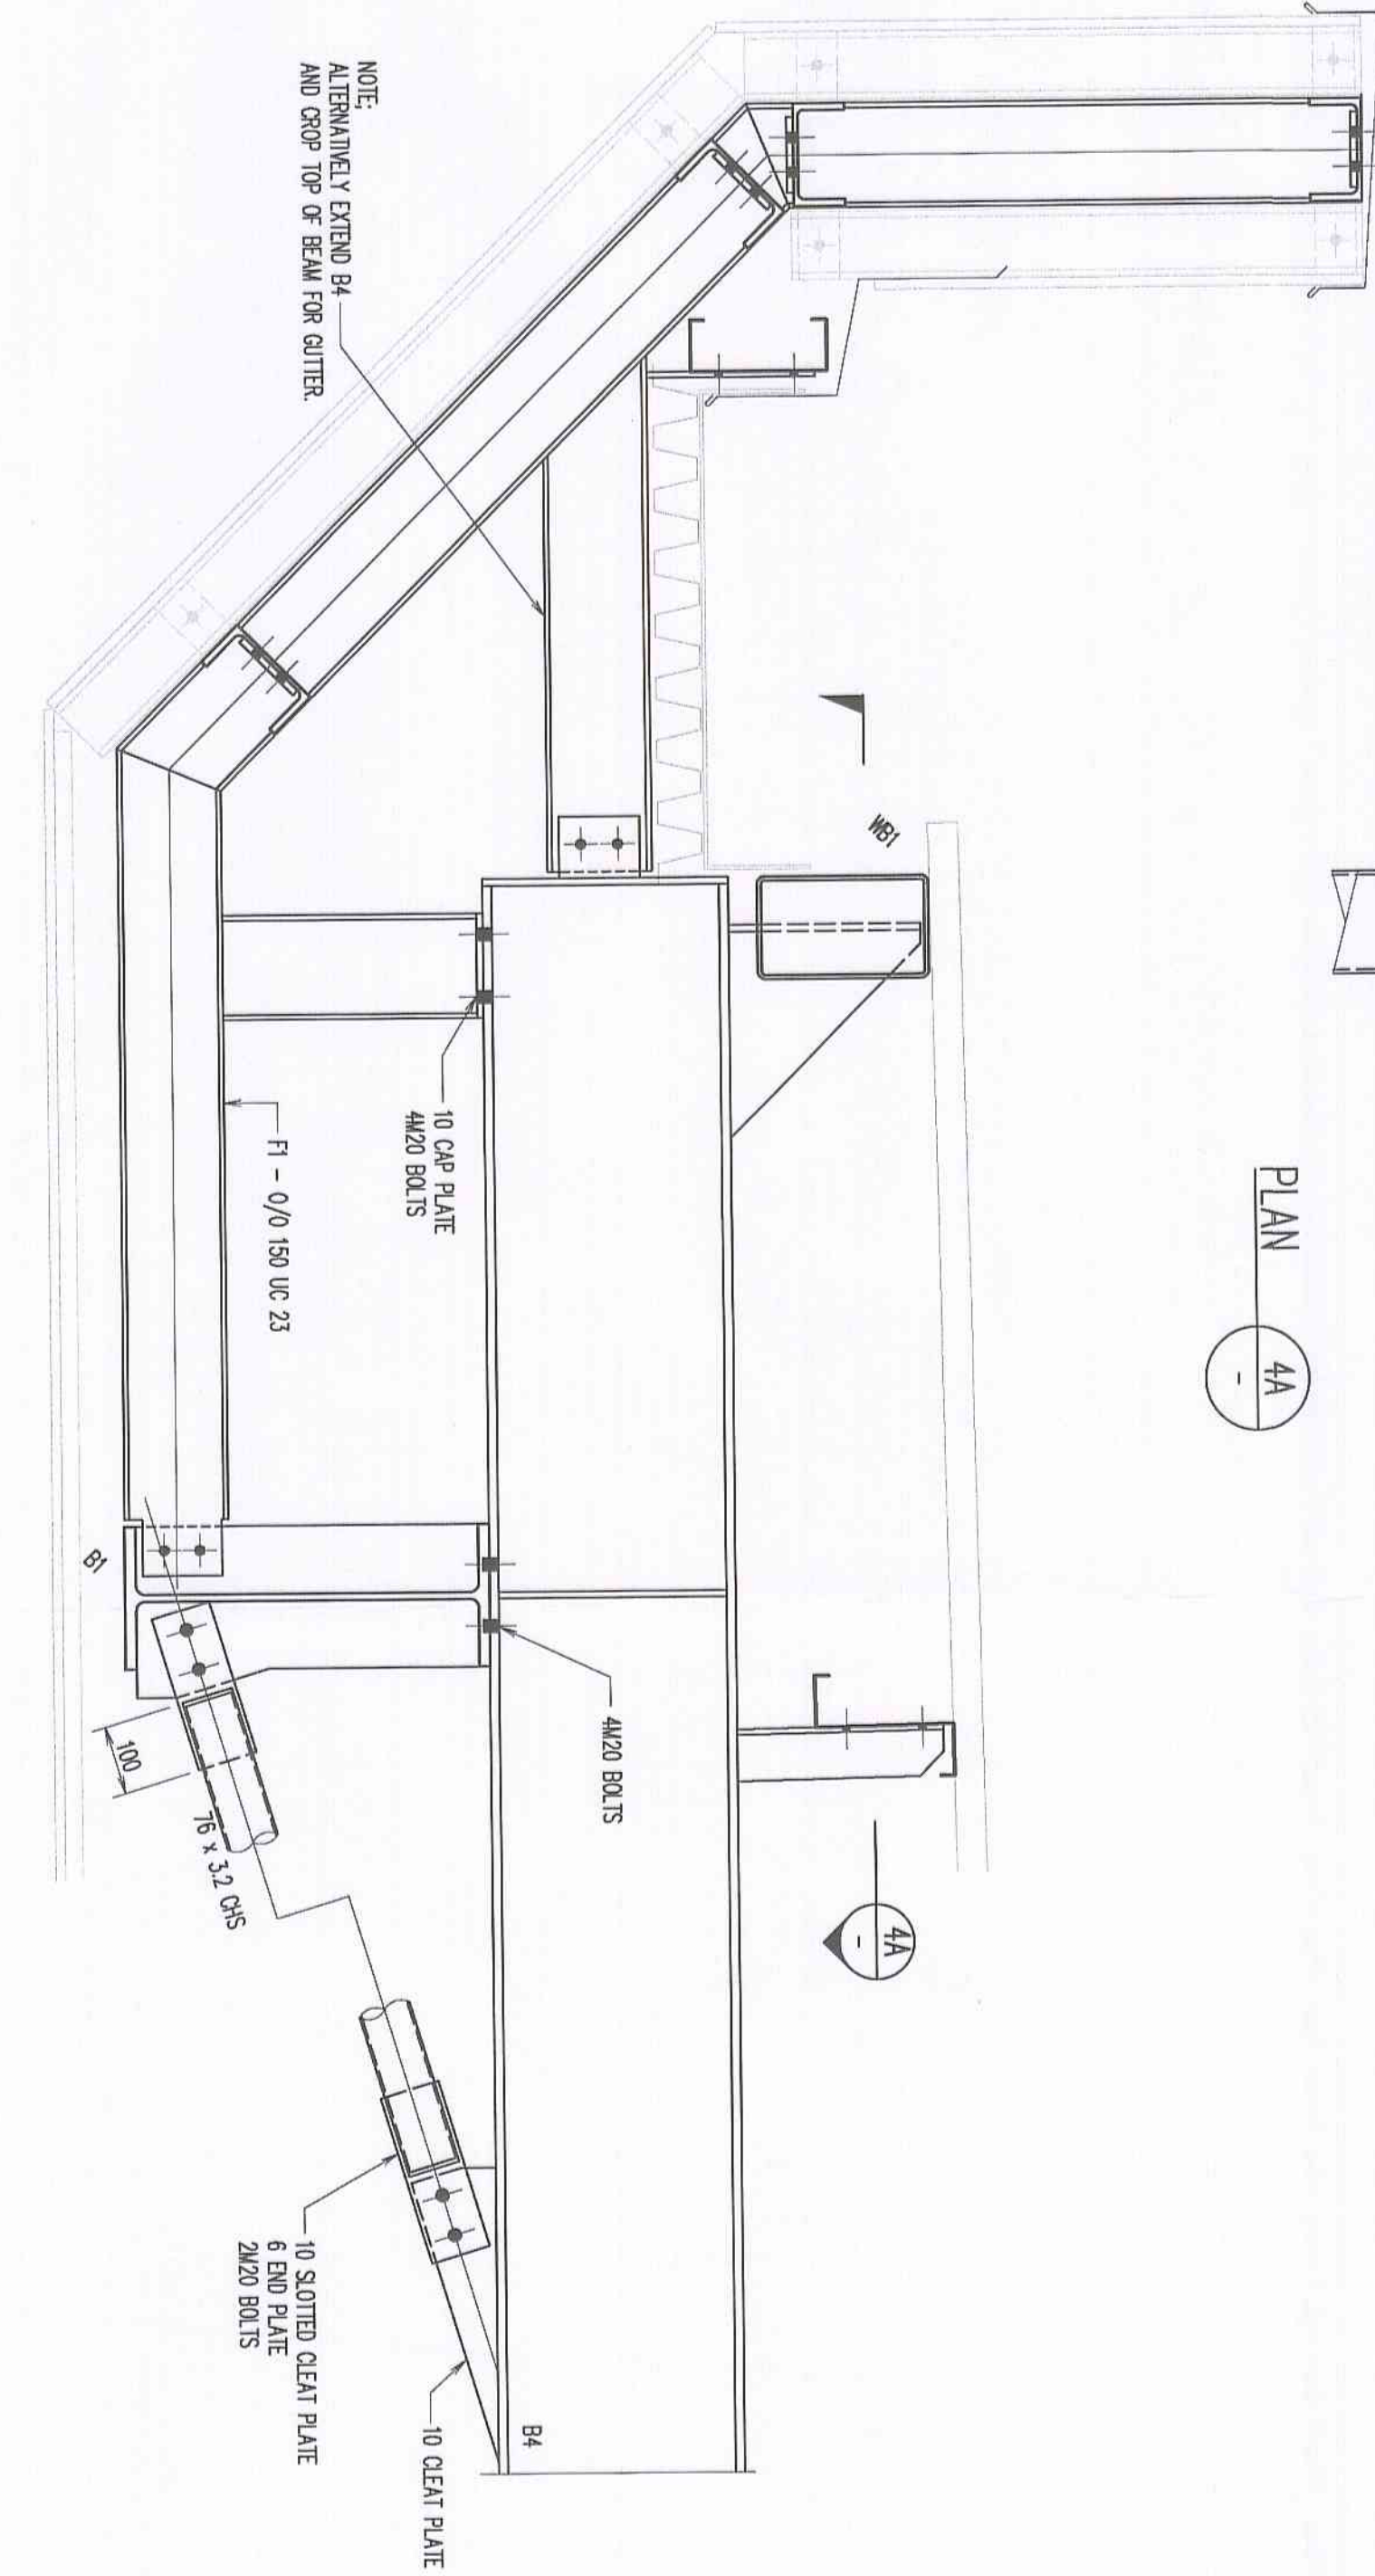 NOTE;
ALTERNATIVELY EXTEND B4
AND CROP TOP OF BEAM FOR GUTTER.
PLAN
4A
-
WB1
10 CAP PLATE
4M20 BOLTS
F1 - 0/0 150 UC 23
B1
4M20 BOLTS
100
76 x 3.2 CHS
4A
-
10 SLOTTED CLEAT PLATE
6 END PLATE
2M20 BOLTS
10 CLEAT PLATE
B4